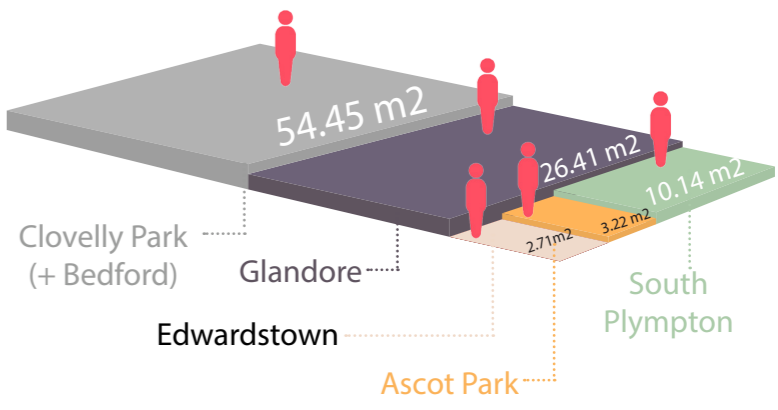 54.45 m2
26.41 m2
10.14 m2
3.22 m2
2.71m2
Clovelly Park
(+ Bedford)
Glandore
Edwardstown
Ascot Park
South
Plympton